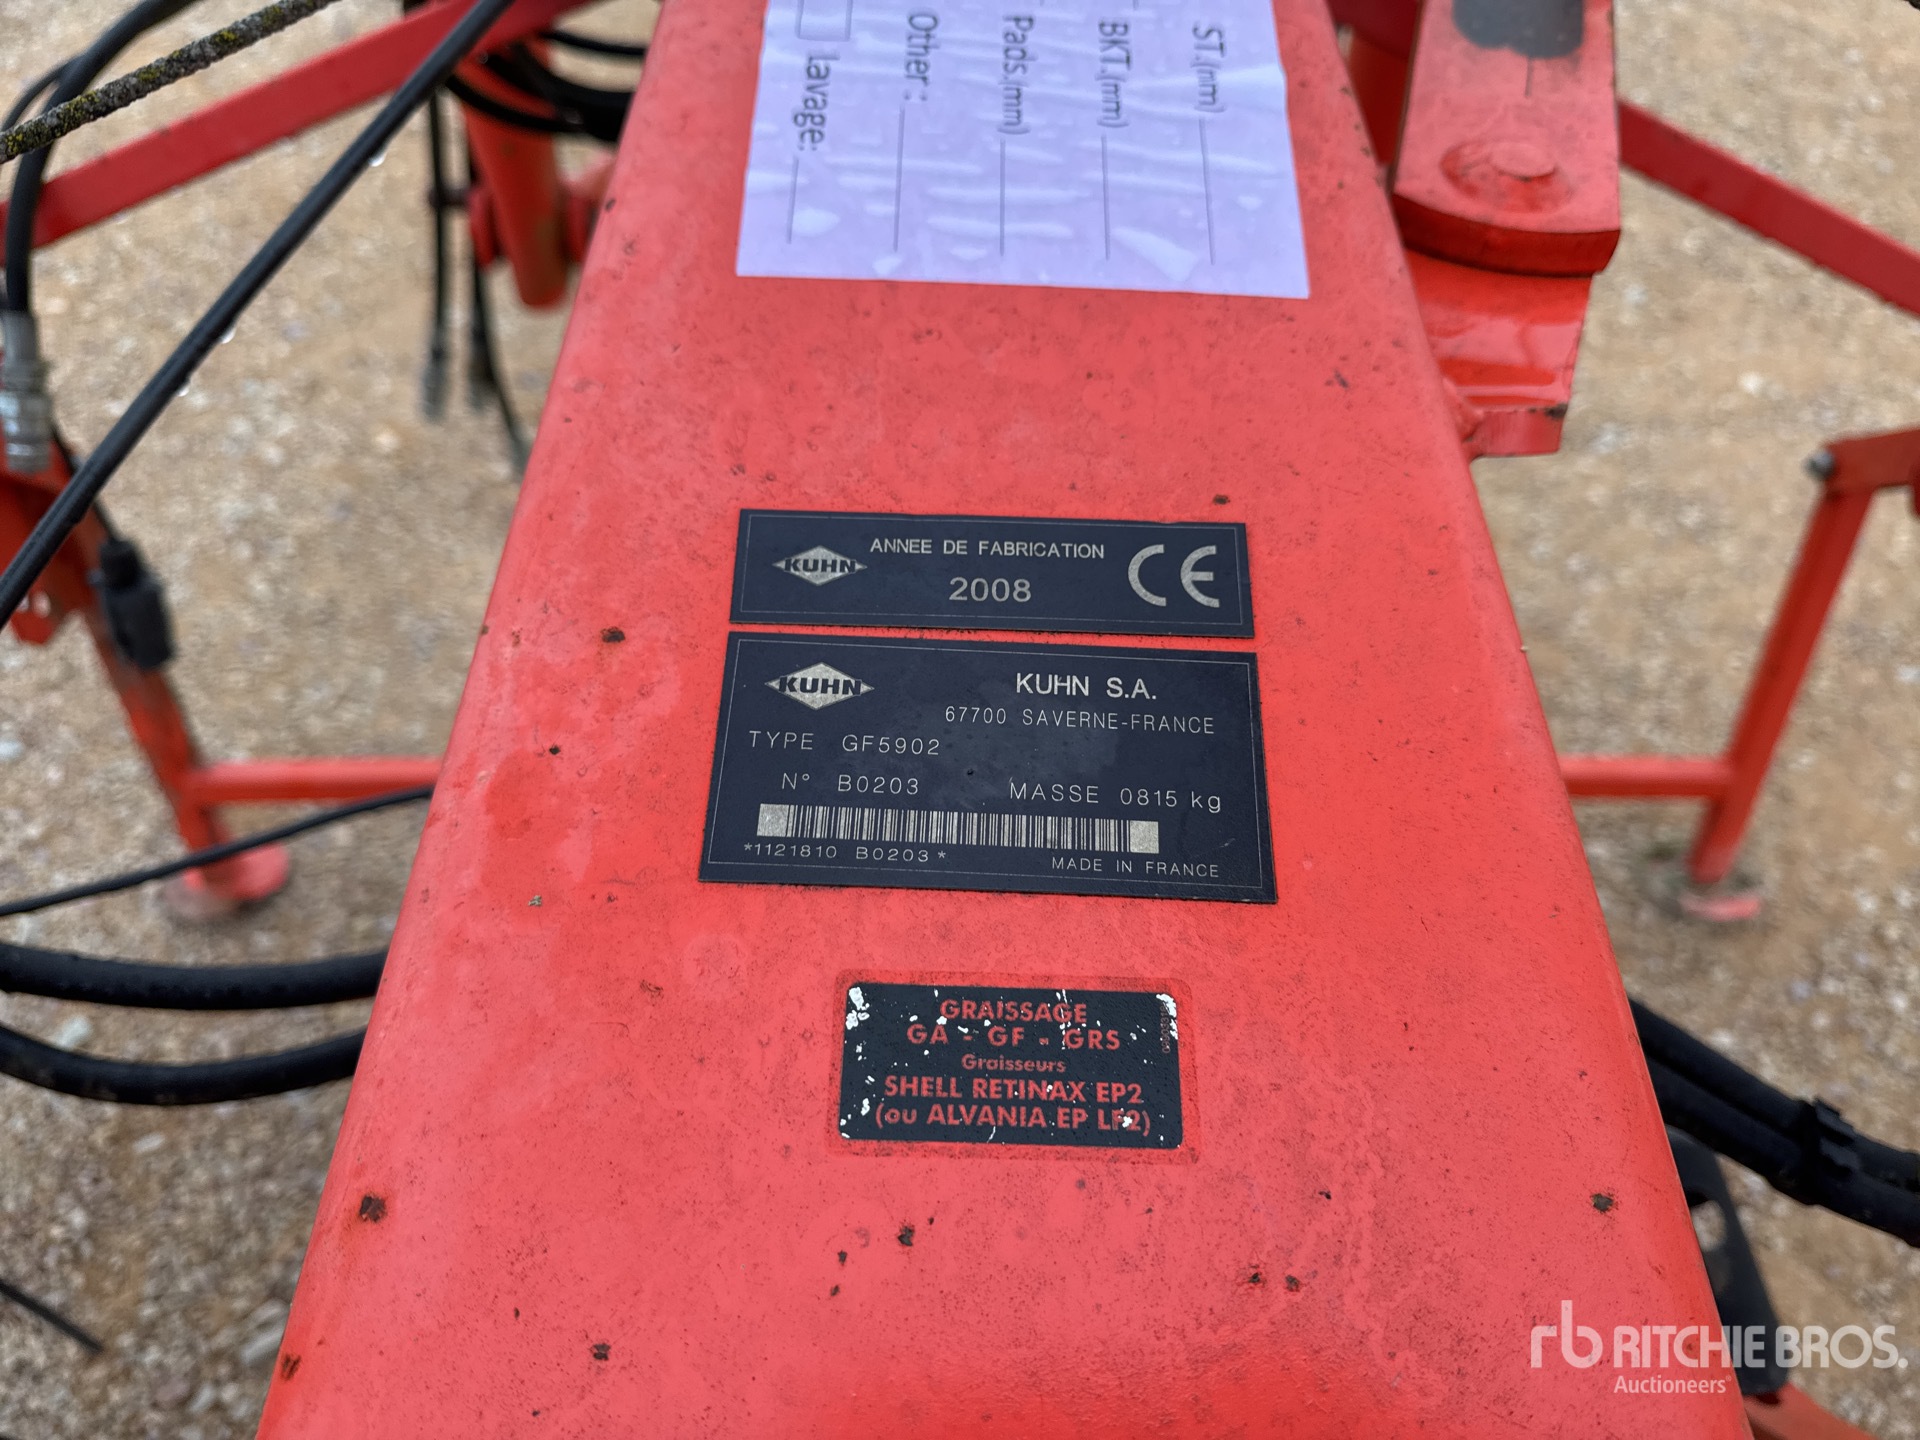 ST.(mm)
BKT.(mm)
Pads.(mm)
Other :
lavage:
KUHN
ANNEE DE FABRICATION
2008
CE
KUHN
KUHN S.A.
67700 SAVERNE-FRANCE
TYPE GF5902
N° B0203 MASSE 0815 kg
*1121810 B0203*
MADE IN FRANCE
GRAISSAGE
GA - GF - GRS
Graisseurs
SHELL RETINAX EP2
(ou ALVANIA EP LF2)
rb RITCHIE BROS.
Auctioneers